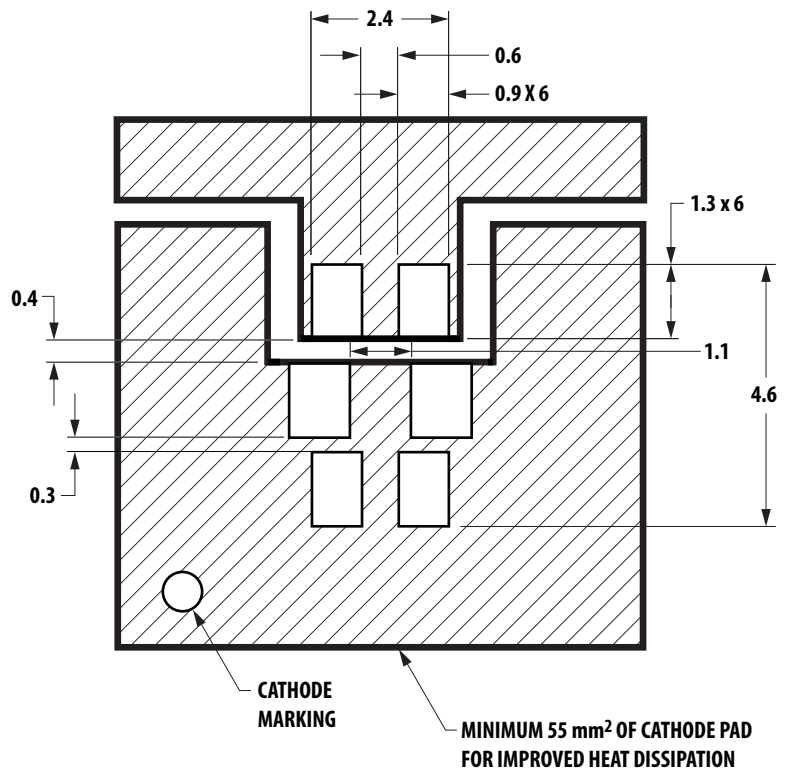 2.4
0.6
0.9 X 6
1.3 x 6
0.4
1.1
4.6
0.3
CATHODE
MARKING
MINIMUM 55 mm² OF CATHODE PAD
FOR IMPROVED HEAT DISSIPATION